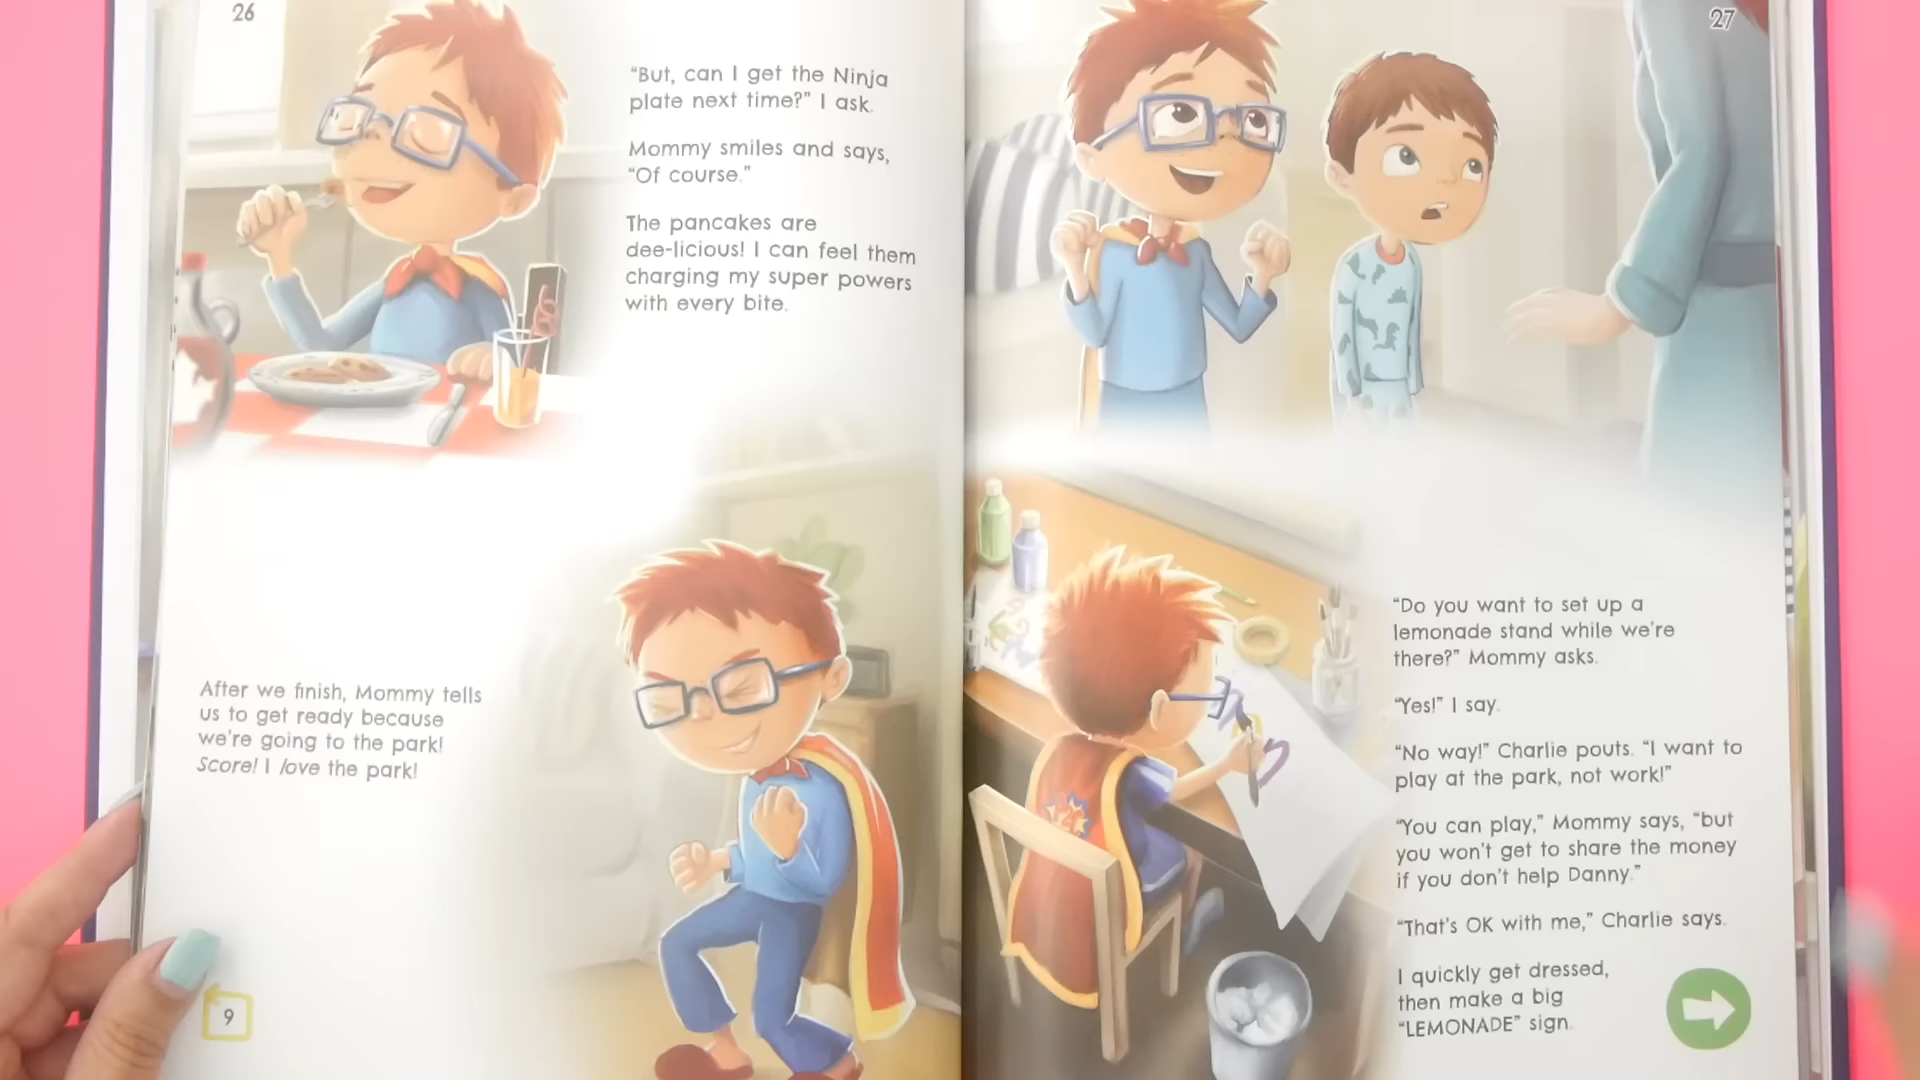 26
“But, can I get the Ninja
plate next time?” I ask.
Mommy smiles and says,
“Of course.”
The pancakes are
dee-licious! I can feel them
charging my super powers
with every bite.
After we finish, Mommy tells
us to get ready because
we’re going to the park!
Score! I love the park!
9
27
“Do you want to set up a
lemonade stand while we’re
there?” Mommy asks.
“Yes!” I say.
“No way!” Charlie pouts. “I want to
play at the park, not work!”
“You can play,” Mommy says, “but
you won’t get to share the money
if you don’t help Danny.”
“That’s OK with me,” Charlie says.
I quickly get dressed,
then make a big
“LEMONADE” sign.